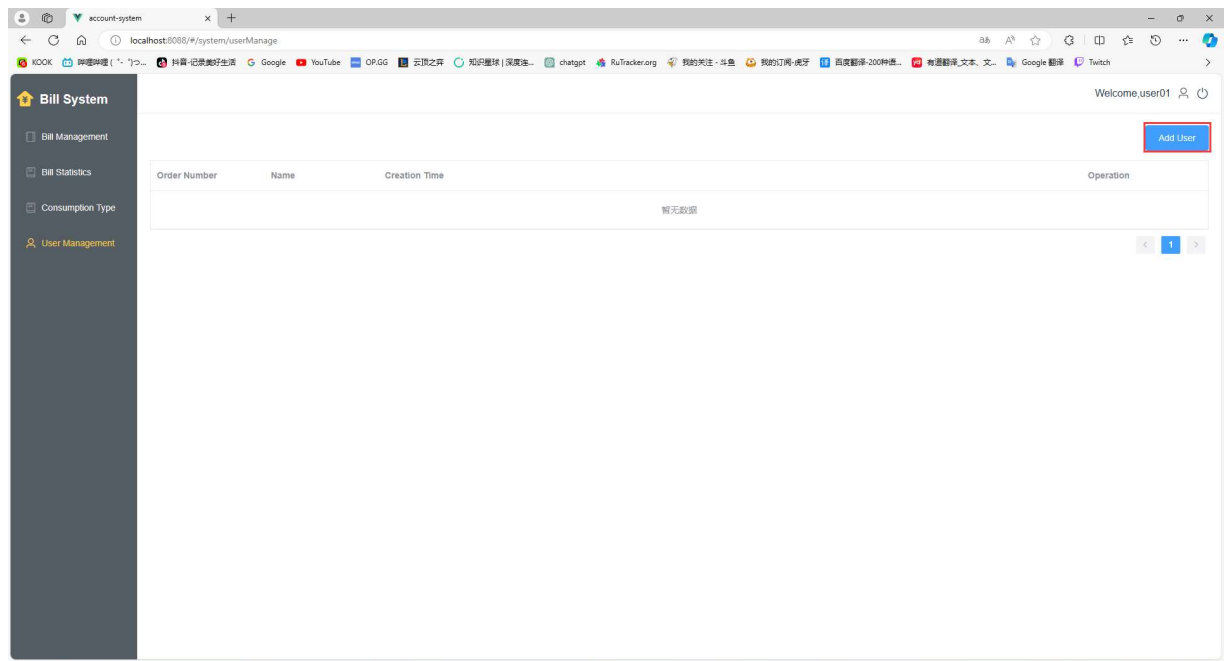 account-system
localhost:8088/#/system/userManage
KOOK 哔哩哔哩 ( ゜- ゜)つ... 抖音-记录美好生活 Google YouTube OP.GG 云顶之弈 知识星球 | 深度连... chatgpt RuTracker.org 我的关注 - 斗鱼 我的订阅-虎牙 百度翻译-200种语... 有道翻译_文本、文... Google 翻译 Twitch
Bill System
Welcome,user01
Bill Management
Add User
Bill Statistics
Order Number Name Creation Time Operation
Consumption Type
暂无数据
User Management
1